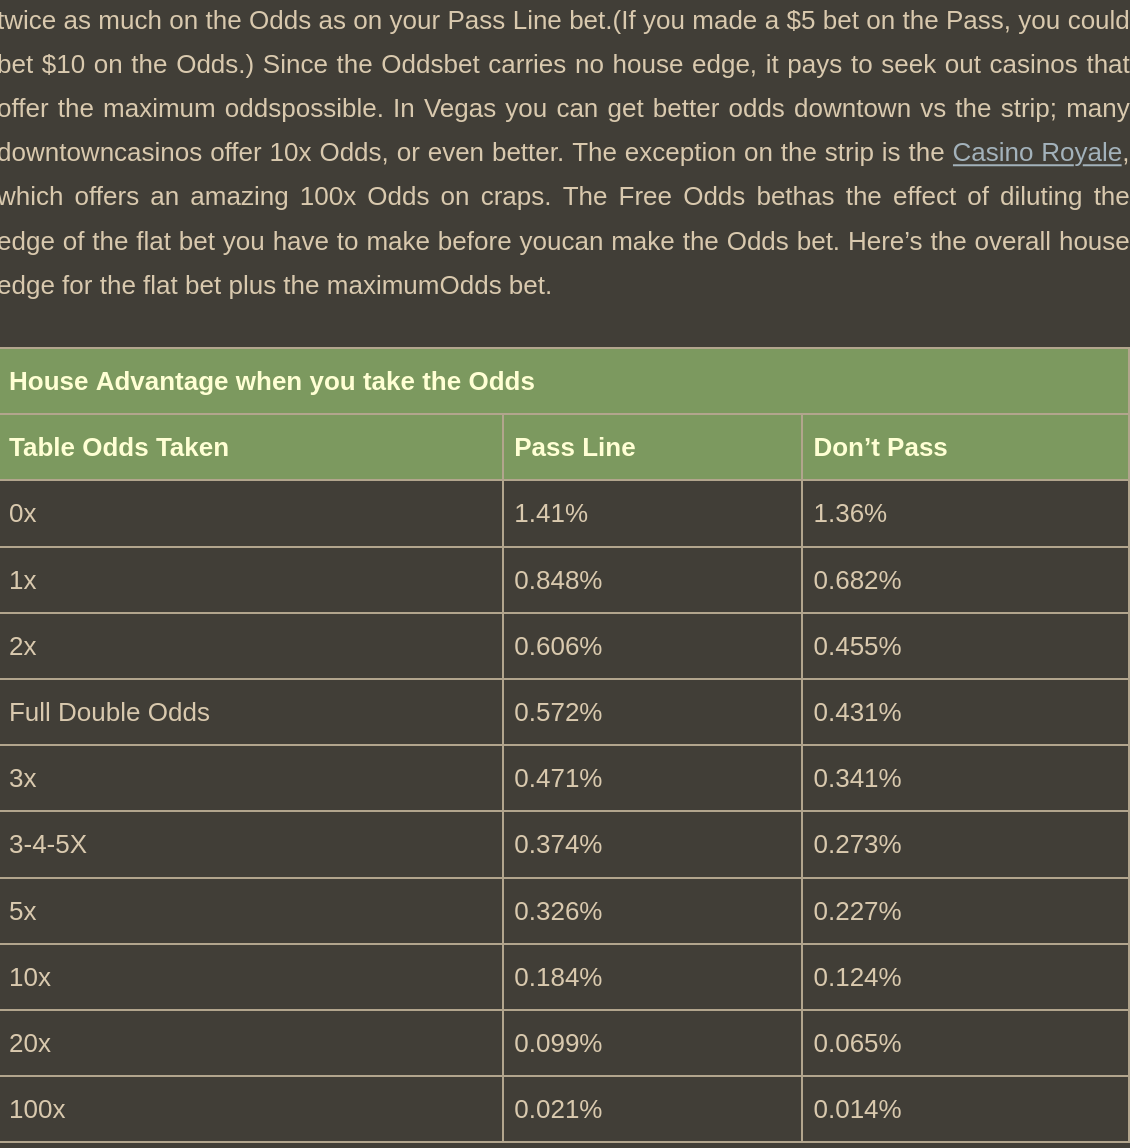 twice as much on the Odds as on your Pass Line bet.(If you made a $5 bet on the Pass, you could
bet $10 on the Odds.) Since the Oddsbet carries no house edge, it pays to seek out casinos that
offer the maximum oddspossible. In Vegas you can get better odds downtown vs the strip; many
downtowncasinos offer 10x Odds, or even better. The exception on the strip is the Casino Royale,
which offers an amazing 100x Odds on craps. The Free Odds bethas the effect of diluting the
edge of the flat bet you have to make before youcan make the Odds bet. Here’s the overall house
edge for the flat bet plus the maximumOdds bet.
House Advantage when you take the Odds
Table Odds Taken Pass Line Don’t Pass
0x 1.41% 1.36%
1x 0.848% 0.682%
2x 0.606% 0.455%
Full Double Odds 0.572% 0.431%
3x 0.471% 0.341%
3-4-5X 0.374% 0.273%
5x 0.326% 0.227%
10x 0.184% 0.124%
20x 0.099% 0.065%
100x 0.021% 0.014%